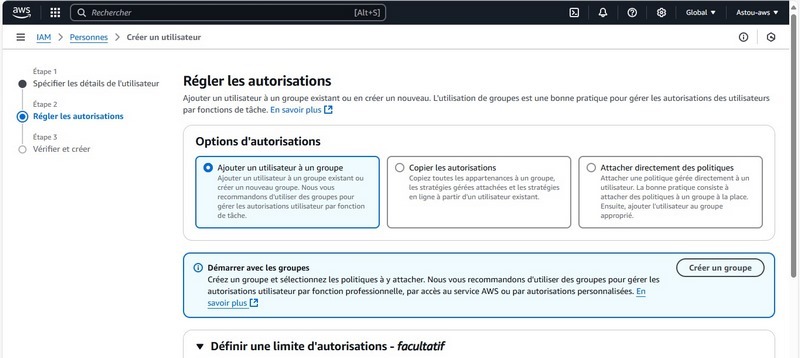 aws
Rechercher [Alt+S] Global Astou-aws
IAM Personnes Créer un utilisateur
Étape 1
Spécifier les détails de l'utilisateur
Étape 2
Régler les autorisations
Étape 3
Vérifier et créer
Régler les autorisations
Ajouter un utilisateur à un groupe existant ou en créer un nouveau. L'utilisation de groupes est une bonne pratique pour gérer les autorisations des utilisateurs
par fonctions de tâche. En savoir plus
Options d'autorisations
Ajouter un utilisateur à un groupe
Ajouter un utilisateur à un groupe existant ou
créer un nouveau groupe. Nous vous
recommandons d'utiliser des groupes pour
gérer les autorisations utilisateur par fonction
de tâche.
Copier les autorisations
Copiez toutes les appartenances à un groupe,
les stratégies gérées attachées et les stratégies
en ligne à partir d'un utilisateur existant.
Attacher directement des politiques
Attacher une politique gérée directement à un
utilisateur. La bonne pratique consiste à
attacher des politiques à un groupe à la place.
Ensuite, ajouter l'utilisateur au groupe
approprié.
Démarrer avec les groupes
Créez un groupe et sélectionnez les politiques à y attacher. Nous vous recommandons d'utiliser des groupes pour gérer les
autorisations utilisateur par fonction professionnelle, par accès au service AWS ou par autorisations personnalisées. En
savoir plus
Créer un groupe
Définir une limite d'autorisations - facultatif